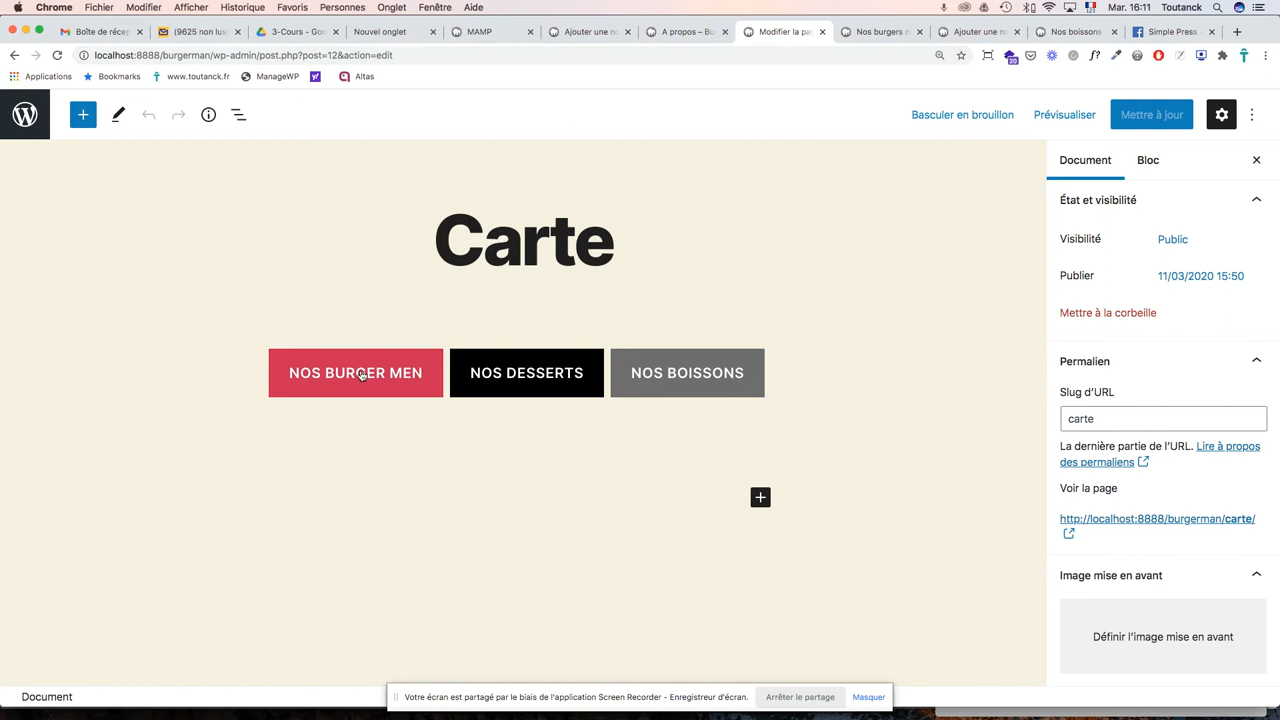 Chrome Fichier Modifier Afficher Historique Favoris Personnes Onglet Fenêtre Aide
Mar. 16:11 Toutanck
Boîte de récep
(9625 non lus
3-Cours - Goo
Nouvel onglet
MAMP
Ajouter une no
A propos – Bu
Modifier la pa
Nos burgers m
Ajouter une no
Nos boissons
Simple Press -
localhost:8888/burgerman/wp-admin/post.php?post=12&action=edit
20
Applications
Bookmarks
www.toutanck.fr
ManageWP
Altas
Basculer en brouillon
Prévisualiser
Mettre à jour
Document
Bloc
État et visibilité
Visibilité
Public
Publier
11/03/2020 15:50
Mettre à la corbeille
Permalien
Slug d’URL
carte
La dernière partie de l’URL. Lire à propos
des permaliens
Voir la page
http://localhost:8888/burgerman/carte/
Image mise en avant
Définir l’image mise en avant
Carte
NOS BURGER MEN
NOS DESSERTS
NOS BOISSONS
Document
Votre écran est partagé par le biais de l'application Screen Recorder - Enregistreur d'écran.
Arrêter le partage
Masquer